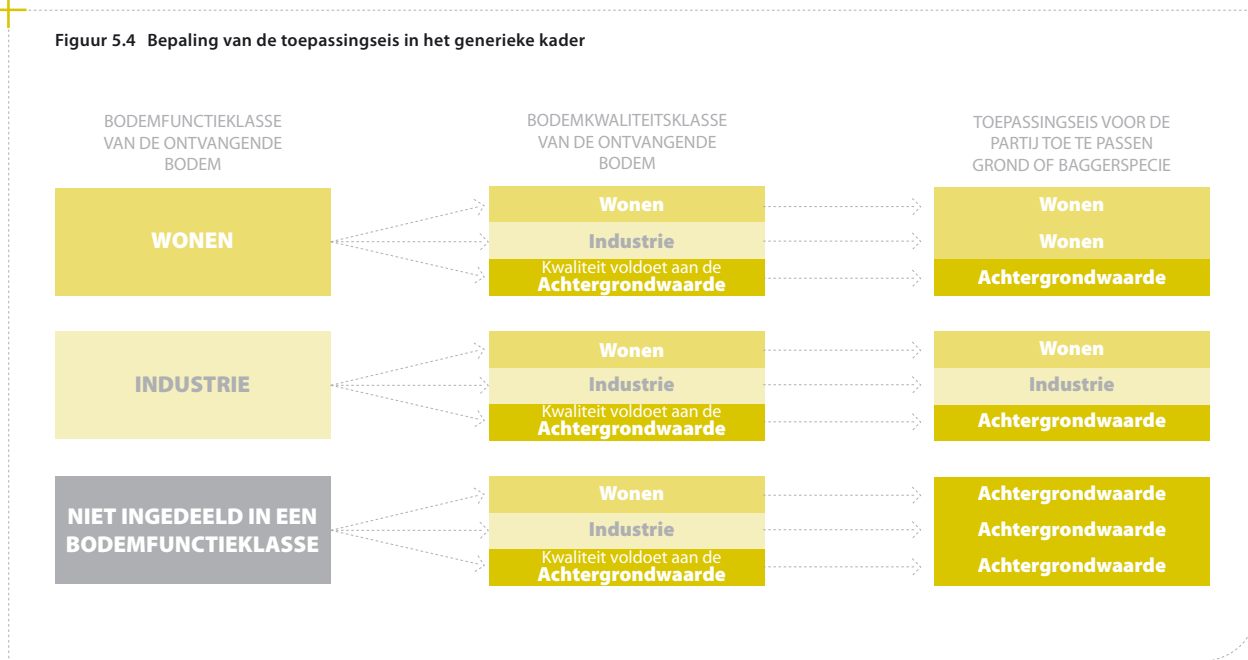 Figuur 5.4 Bepaling van de toepassingseis in het generieke kader
BODEMFUNCTIEKLASSE
VAN DE ONTVANGENDE
BODEM
BODEMKWALITEITSKLASSE
VAN DE ONTVANGENDE
BODEM
TOEPASSINGSEIS VOOR DE
PARTIJ TOE TE PASSEN
GROND OF BAGGERSPECIE
WONEN
Wonen
Industrie
Kwaliteit voldoet aan de
Achtergrondwaarde
Wonen
Wonen
Achtergrondwaarde
INDUSTRIE
Wonen
Industrie
Kwaliteit voldoet aan de
Achtergrondwaarde
Wonen
Industrie
Achtergrondwaarde
NIET INGEDEELD IN EEN
BODEMFUNCTIEKLASSE
Wonen
Industrie
Kwaliteit voldoet aan de
Achtergrondwaarde
Achtergrondwaarde
Achtergrondwaarde
Achtergrondwaarde